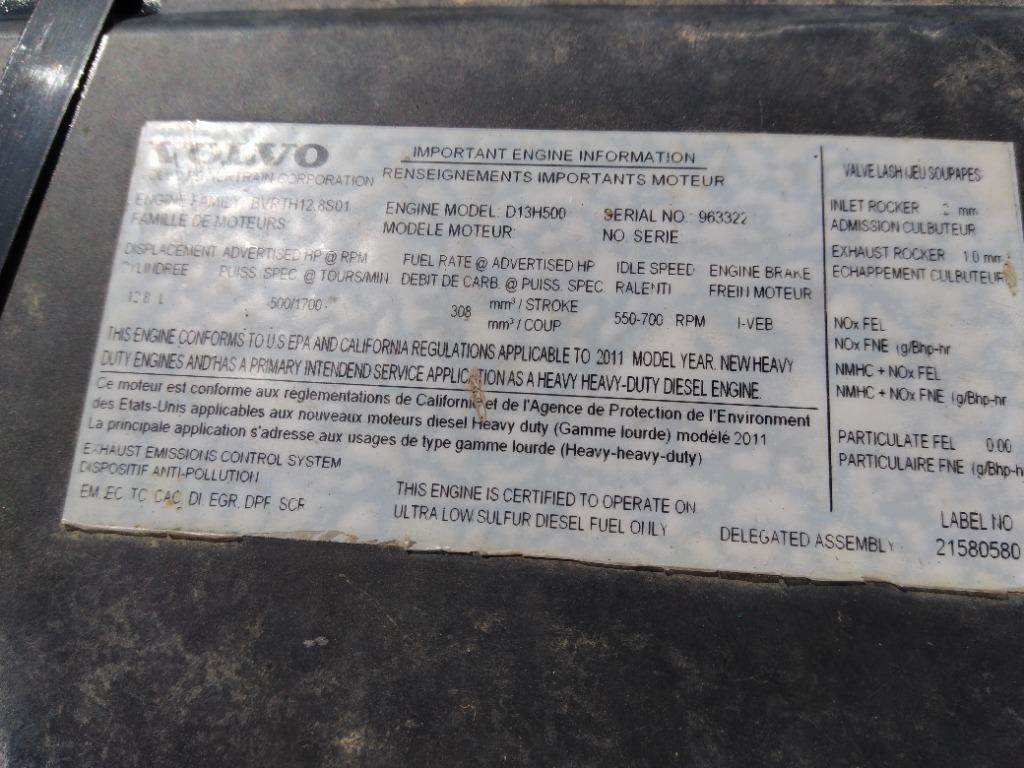 VOLVO
POWERTRAIN CORPORATION
IMPORTANT ENGINE INFORMATION
RENSEIGNEMENTS IMPORTANTS MOTEUR
ENGINE FAMILY BVPTH12.8S01
FAMILLE DE MOTEURS
ENGINE MODEL: D13H500
MODELE MOTEUR:
SERIAL NO.: 963322
NO. SERIE
DISPLACEMENT
CYLINDREE
12.8 L
ADVERTISED HP @ RPM
PUISS. SPEC. @ TOURS/MIN
500/1700
FUEL RATE @ ADVERTISED HP
DEBIT DE CARB. @ PUISS. SPEC
308 mm³ / STROKE
mm³ / COUP
IDLE SPEED
RALENTI
550-700 RPM
ENGINE BRAKE
FREIN MOTEUR
I-VEB
THIS ENGINE CONFORMS TO U.S EPA AND CALIFORNIA REGULATIONS APPLICABLE TO 2011 MODEL YEAR. NEW HEAVY
DUTY ENGINES AND HAS A PRIMARY INTENDEND SERVICE APPLICATION AS A HEAVY HEAVY-DUTY DIESEL ENGINE.
Ce moteur est conforme aux réglementations de Californie et de l'Agence de Protection de l'Environment
des Etats-Unis applicables aux nouveaux moteurs diesel Heavy duty (Gamme lourde) modélé 2011
La principale application s'adresse aux usages de type gamme lourde (Heavy-heavy-duty)
EXHAUST EMISSIONS CONTROL SYSTEM
DISPOSITIF ANTI-POLLUTION
EM, EC, TC, CAC, DI, EGR, DPF, SCR
THIS ENGINE IS CERTIFIED TO OPERATE ON
ULTRA LOW SULFUR DIESEL FUEL ONLY
DELEGATED ASSEMBLY
VALVE LASH (JEU SOUPAPES)
INLET ROCKER mm
ADMISSION CULBUTEUR
EXHAUST ROCKER 1.0 mm
ECHAPPEMENT CULBUTEUR
NOx FEL
NOx FNE (g/Bhp-hr
NMHC + NOx FEL
NMHC + NOx FNE (g/Bhp-hr
PARTICULATE FEL 0.00
PARTICULAIRE FNE (g/Bhp-h
LABEL NO
21580580